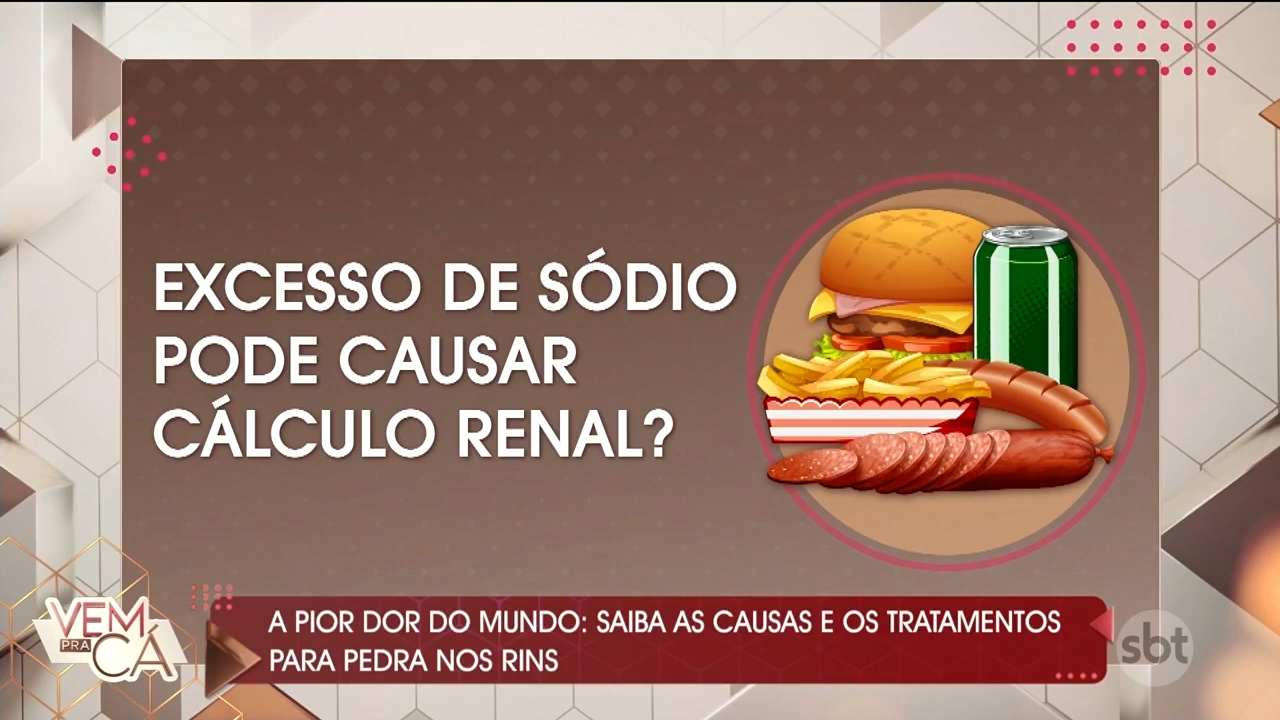 EXCESSO DE SÓDIO
PODE CAUSAR
CÁLCULO RENAL?
A PIOR DOR DO MUNDO: SAIBA AS CAUSAS E OS TRATAMENTOS
PARA PEDRA NOS RINS
VEM
PRA
CÁ
sbt